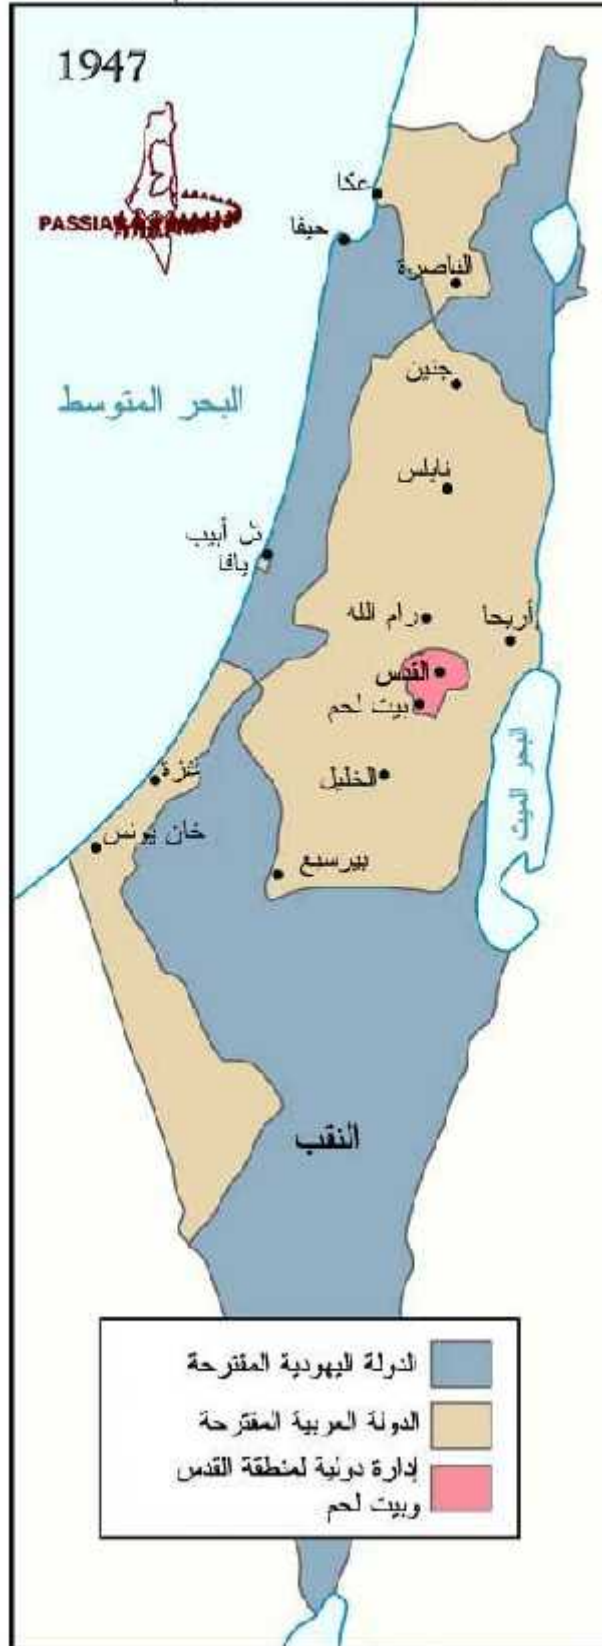 1947
PASSIA
عكا
حيفا
الناصرة
جنين
البحر المتوسط
نابلس
تل أبيب
يافا
رام الله
أريحا
القدس
بيت لحم
البحر الميت
غزة
الخليل
خان يونس
بيرسبع
النقب
الدولة اليهودية المقترحة
الدولة العربية المقترحة
إدارة دولية لمنطقة القدس
وبيت لحم